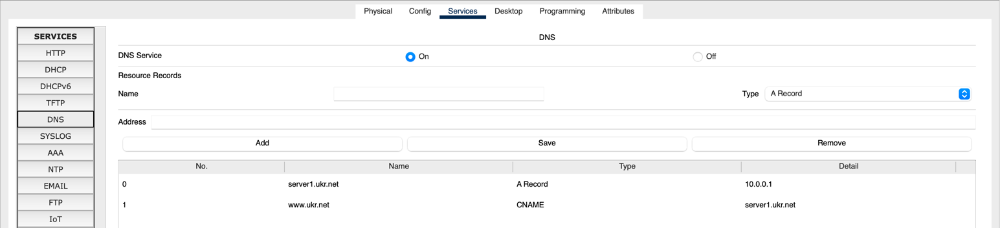 Physical Config Services Desktop Programming Attributes
SERVICES
HTTP
DHCP
DHCPv6
TFTP
DNS
SYSLOG
AAA
NTP
EMAIL
FTP
IoT
DNS
DNS Service On Off
Resource Records
Name Type A Record
Address
Add Save Remove
No. Name Type Detail
0 server1.ukr.net A Record 10.0.0.1
1 www.ukr.net CNAME server1.ukr.net